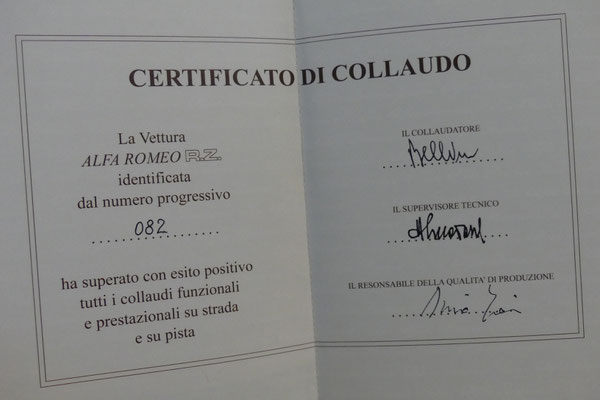 CERTIFICATO DI COLLAUDO
La Vettura
ALFA ROMEO R.Z.
identificata
dal numero progressivo
082
ha superato con esito positivo
tutti i collaudi funzionali
e prestazionali su strada
e su pista
IL COLLAUDATORE
IL SUPERVISORE TECNICO
IL RESONSABILE DELLA QUALITA' DI PRODUZIONE